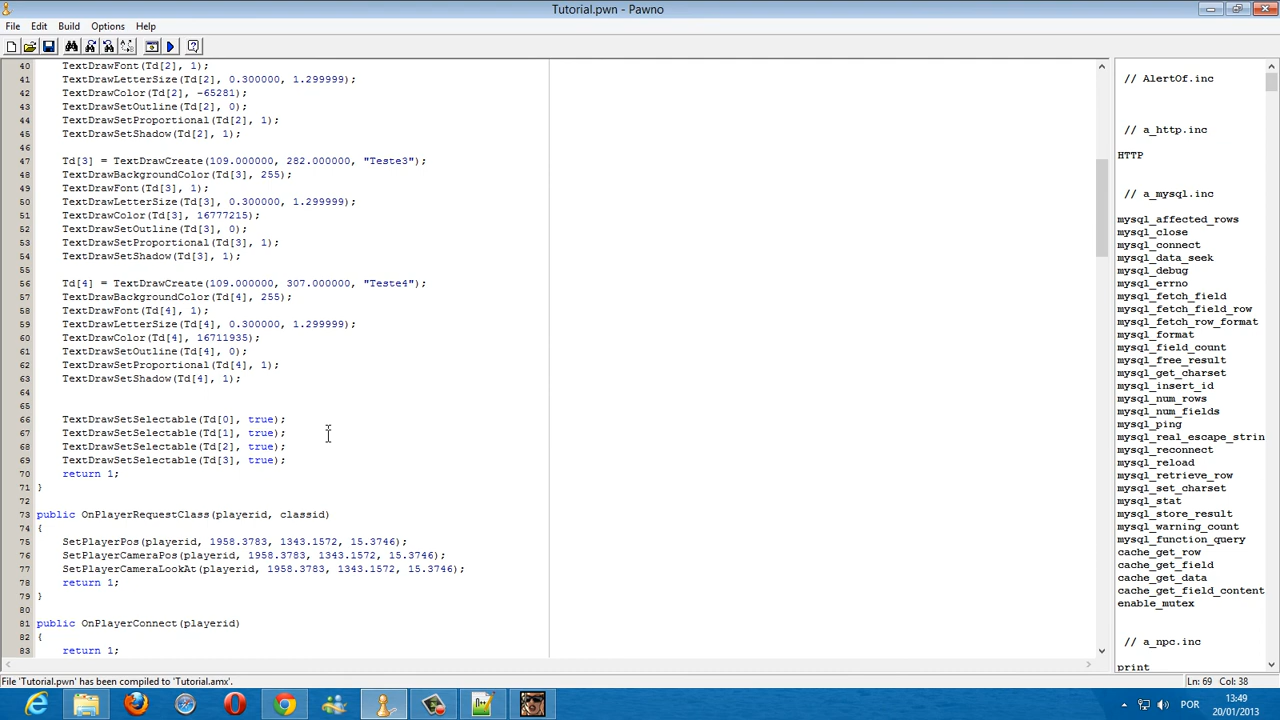 Tutorial.pwn - Pawno
File Edit Build Options Help
40 TextDrawFont(Td[2], 1);
41 TextDrawLetterSize(Td[2], 0.300000, 1.299999);
42 TextDrawColor(Td[2], -65281);
43 TextDrawSetOutline(Td[2], 0);
44 TextDrawSetProportional(Td[2], 1);
45 TextDrawSetShadow(Td[2], 1);
46
47 Td[3] = TextDrawCreate(109.000000, 282.000000, "Teste3");
48 TextDrawBackgroundColor(Td[3], 255);
49 TextDrawFont(Td[3], 1);
50 TextDrawLetterSize(Td[3], 0.300000, 1.299999);
51 TextDrawColor(Td[3], 16777215);
52 TextDrawSetOutline(Td[3], 0);
53 TextDrawSetProportional(Td[3], 1);
54 TextDrawSetShadow(Td[3], 1);
55
56 Td[4] = TextDrawCreate(109.000000, 307.000000, "Teste4");
57 TextDrawBackgroundColor(Td[4], 255);
58 TextDrawFont(Td[4], 1);
59 TextDrawLetterSize(Td[4], 0.300000, 1.299999);
60 TextDrawColor(Td[4], 16711935);
61 TextDrawSetOutline(Td[4], 0);
62 TextDrawSetProportional(Td[4], 1);
63 TextDrawSetShadow(Td[4], 1);
64
65
66 TextDrawSetSelectable(Td[0], true);
67 TextDrawSetSelectable(Td[1], true);
68 TextDrawSetSelectable(Td[2], true);
69 TextDrawSetSelectable(Td[3], true);
70 return 1;
71 }
72
73 public OnPlayerRequestClass(playerid, classid)
74 {
75 SetPlayerPos(playerid, 1958.3783, 1343.1572, 15.3746);
76 SetPlayerCameraPos(playerid, 1958.3783, 1343.1572, 15.3746);
77 SetPlayerCameraLookAt(playerid, 1958.3783, 1343.1572, 15.3746);
78 return 1;
79 }
80
81 public OnPlayerConnect(playerid)
82 {
83 return 1;
// AlertOf.inc
// a_http.inc
HTTP
// a_mysql.inc
mysql_affected_rows
mysql_close
mysql_connect
mysql_data_seek
mysql_debug
mysql_errno
mysql_fetch_field
mysql_fetch_field_row
mysql_fetch_row_format
mysql_format
mysql_field_count
mysql_free_result
mysql_get_charset
mysql_insert_id
mysql_num_rows
mysql_num_fields
mysql_ping
mysql_real_escape_strin
mysql_reconnect
mysql_reload
mysql_retrieve_row
mysql_set_charset
mysql_stat
mysql_store_result
mysql_warning_count
mysql_function_query
cache_get_row
cache_get_field
cache_get_data
cache_get_field_content
enable_mutex
// a_npc.inc
print
File 'Tutorial.pwn' has been compiled to 'Tutorial.amx'.
Ln: 69 Col: 38
POR
13:49
20/01/2013